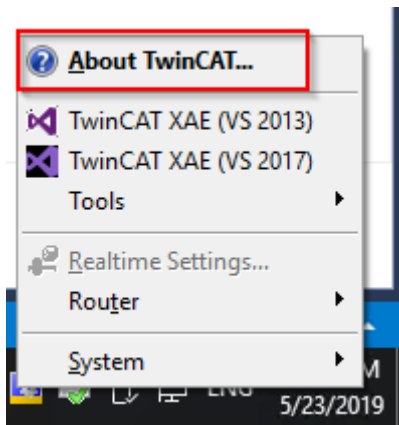 About TwinCAT...
TwinCAT XAE (VS 2013)
TwinCAT XAE (VS 2017)
Tools
Realtime Settings...
Router
System
M
ENG
5/23/2019